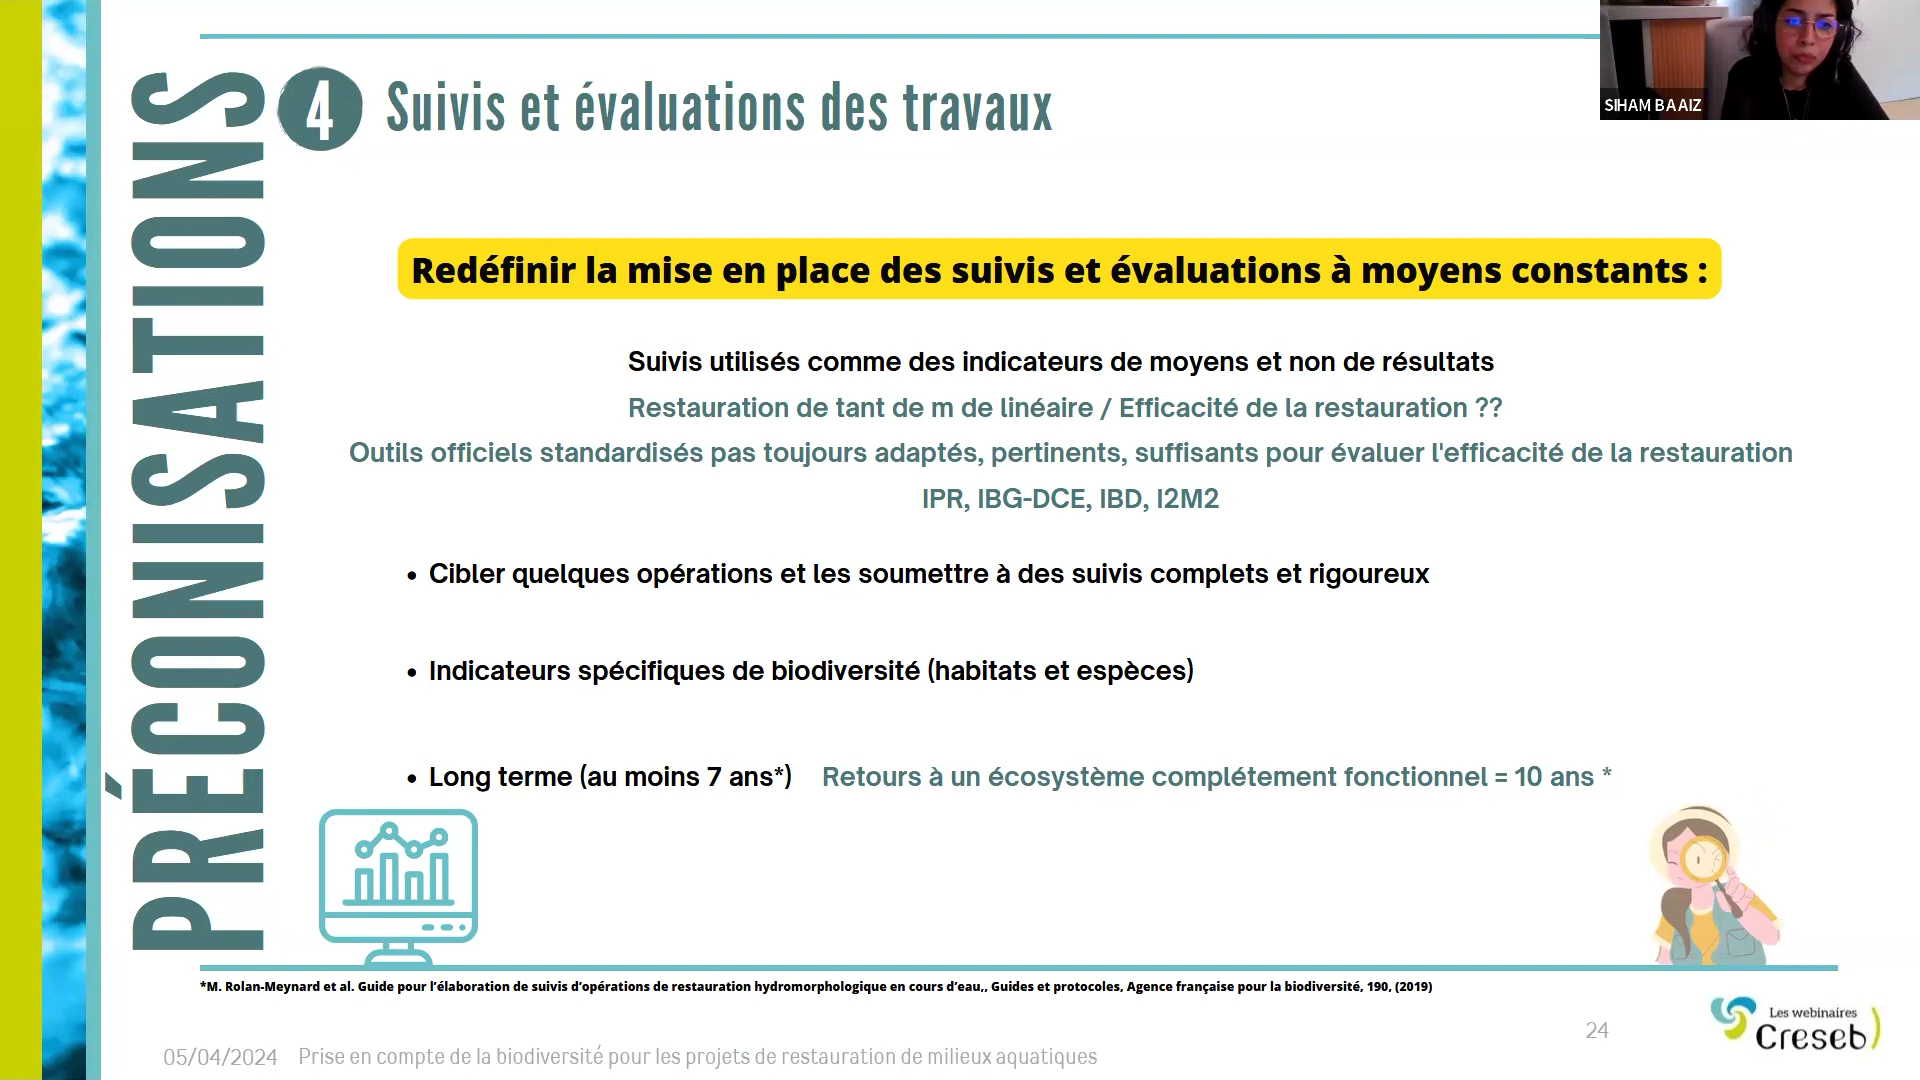 PRÉCONISATIONS
4 Suivis et évaluations des travaux
SIHAM BAAIZ
Redéfinir la mise en place des suivis et évaluations à moyens constants :
Suivis utilisés comme des indicateurs de moyens et non de résultats
Restauration de tant de m de linéaire / Efficacité de la restauration ??
Outils officiels standardisés pas toujours adaptés, pertinents, suffisants pour évaluer l'efficacité de la restauration
IPR, IBG-DCE, IBD, I2M2
• Cibler quelques opérations et les soumettre à des suivis complets et rigoureux
• Indicateurs spécifiques de biodiversité (habitats et espèces)
• Long terme (au moins 7 ans*) Retours à un écosystème complétement fonctionnel = 10 ans *
*M. Rolan-Meynard et al. Guide pour l’élaboration de suivis d’opérations de restauration hydromorphologique en cours d’eau,, Guides et protocoles, Agence française pour la biodiversité, 190, (2019)
24
Les webinaires
Creseb
05/04/2024 Prise en compte de la biodiversité pour les projets de restauration de milieux aquatiques